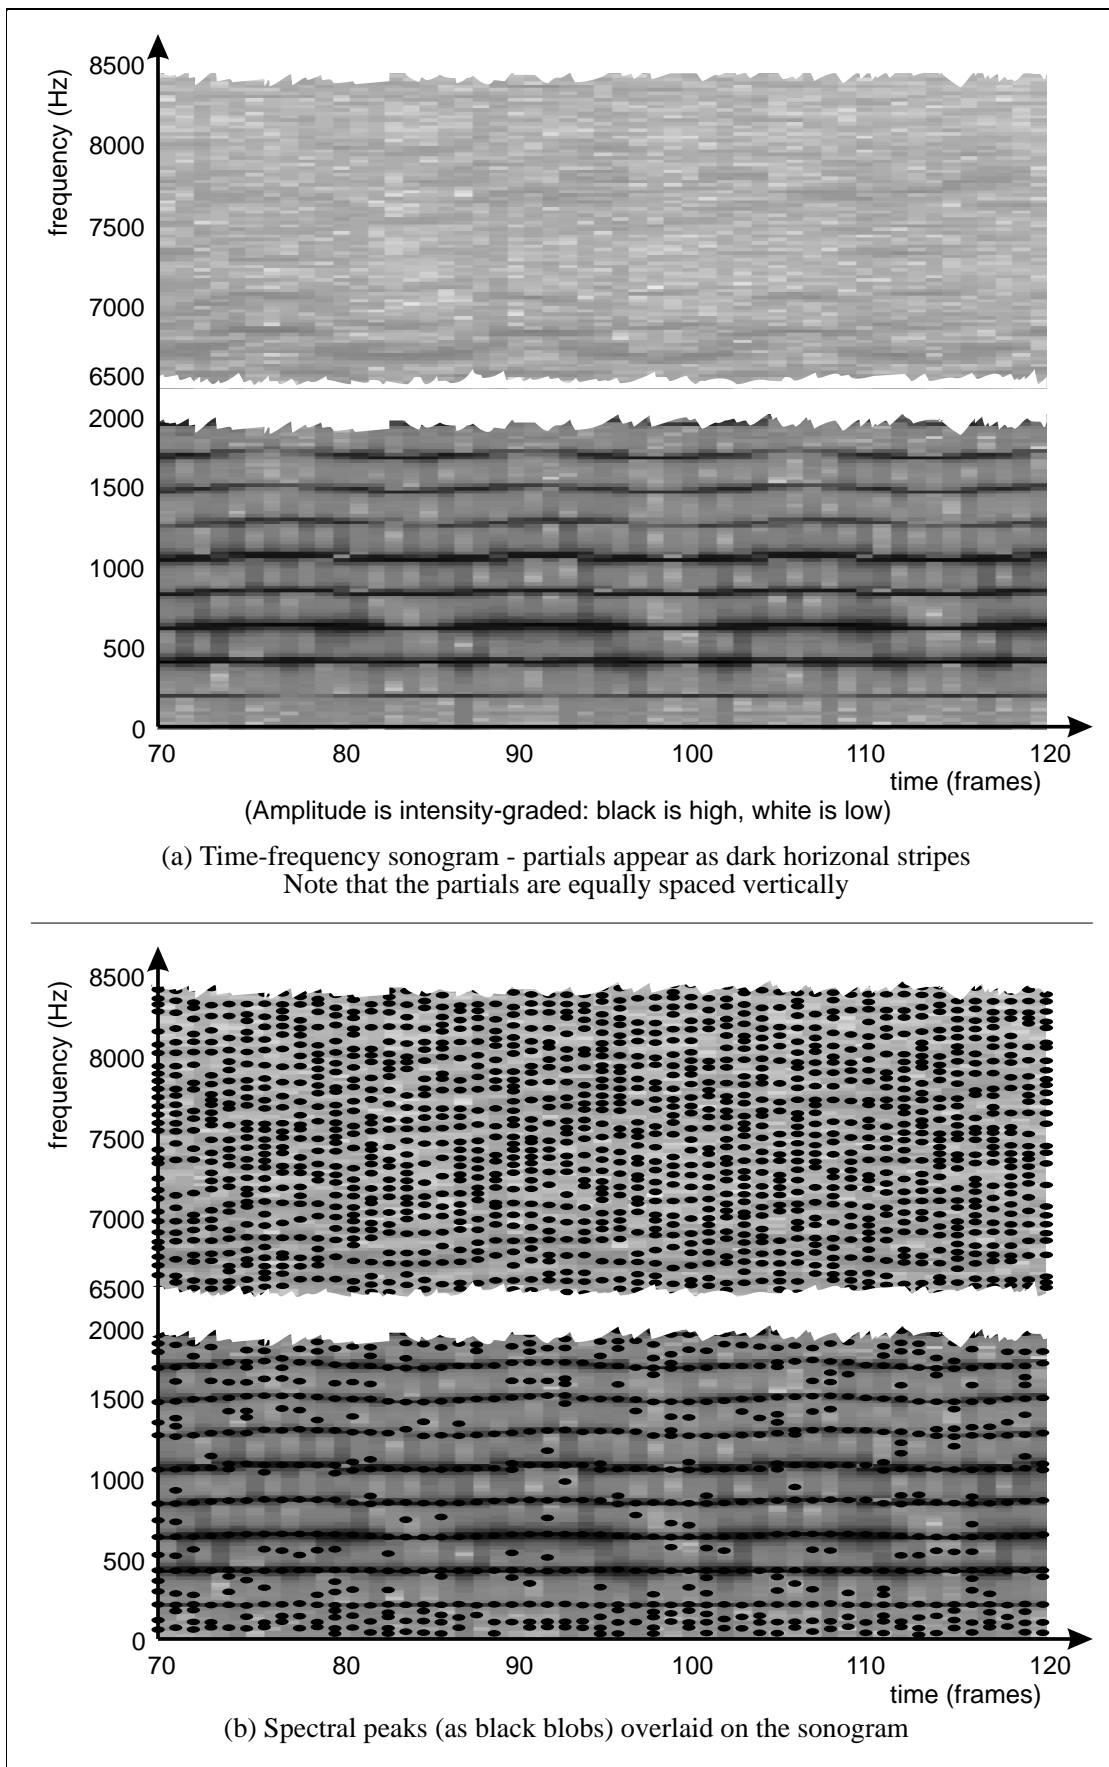 frequency (Hz)
8500
8000
7500
7000
6500
2000
1500
1000
500
0
70 80 90 100 110 120
time (frames)
(Amplitude is intensity-graded: black is high, white is low)
(a) Time-frequency sonogram - partials appear as dark horizonal stripes
Note that the partials are equally spaced vertically
frequency (Hz)
8500
8000
7500
7000
6500
2000
1500
1000
500
0
70 80 90 100 110 120
time (frames)
(b) Spectral peaks (as black blobs) overlaid on the sonogram